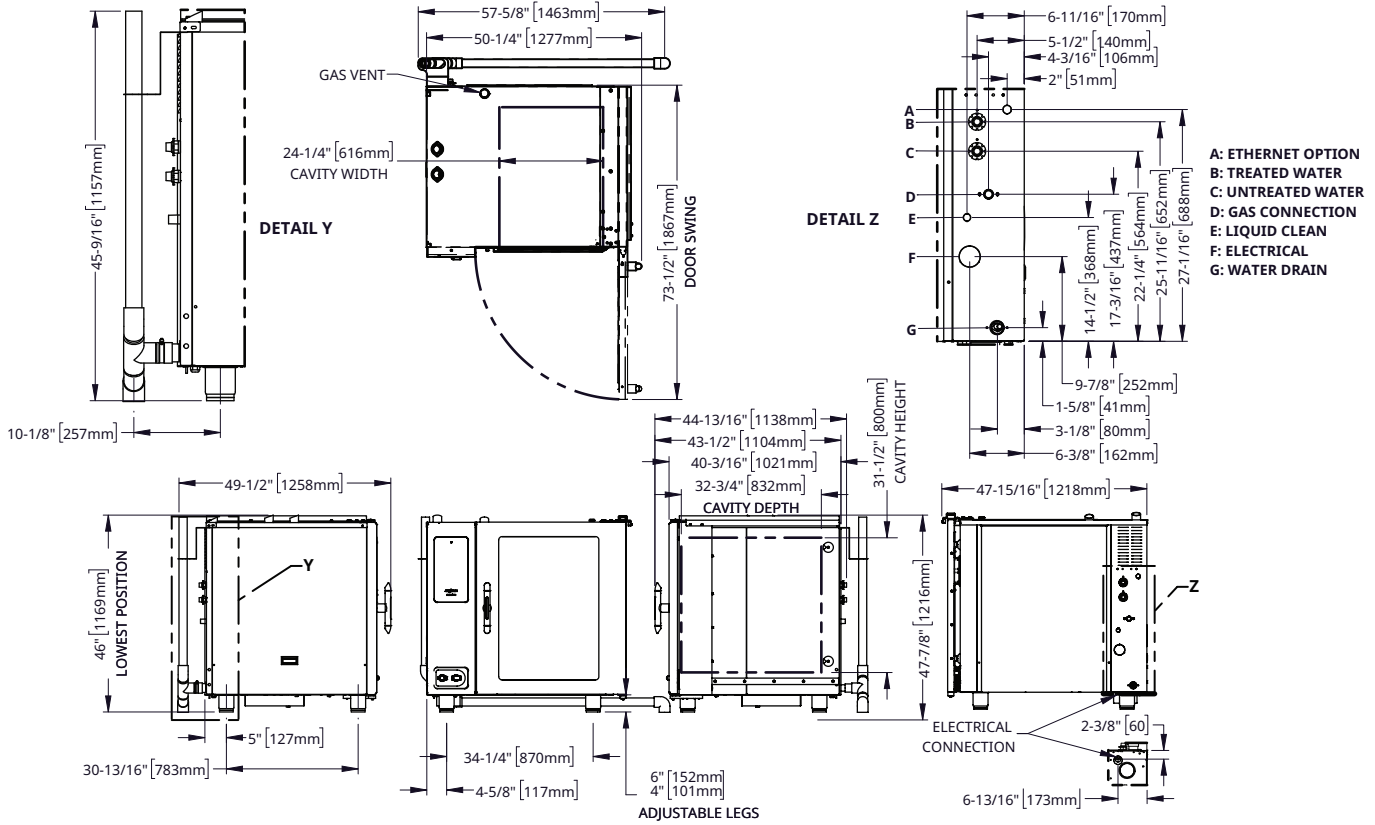 57-5/8" [1463mm]
50-1/4" [1277mm]
GAS VENT
24-1/4" [616mm]
CAVITY WIDTH
73-1/2" [1867mm]
DOOR SWING
45-9/16" [1157mm]
DETAIL Y
10-1/8" [257mm]
6-11/16" [170mm]
5-1/2" [140mm]
4-3/16" [106mm]
2" [51mm]
A
B
C
D
E
F
G
DETAIL Z
14-1/2" [368mm]
17-3/16" [437mm]
22-1/4" [564mm]
25-11/16" [652mm]
27-1/16" [688mm]
A: ETHERNET OPTION
B: TREATED WATER
C: UNTREATED WATER
D: GAS CONNECTION
E: LIQUID CLEAN
F: ELECTRICAL
G: WATER DRAIN
9-7/8" [252mm]
1-5/8" [41mm]
3-1/8" [80mm]
6-3/8" [162mm]
49-1/2" [1258mm]
46" [1169mm]
LOWEST POSITION
Y
5" [127mm]
30-13/16" [783mm]
34-1/4" [870mm]
4-5/8" [117mm]
6" [152mm]
4" [101mm]
ADJUSTABLE LEGS
44-13/16" [1138mm]
43-1/2" [1104mm]
40-3/16" [1021mm]
32-3/4" [832mm]
CAVITY DEPTH
31-1/2" [800mm]
CAVITY HEIGHT
47-7/8" [1216mm]
47-15/16" [1218mm]
Z
ELECTRICAL
CONNECTION
2-3/8" [60]
6-13/16" [173mm]